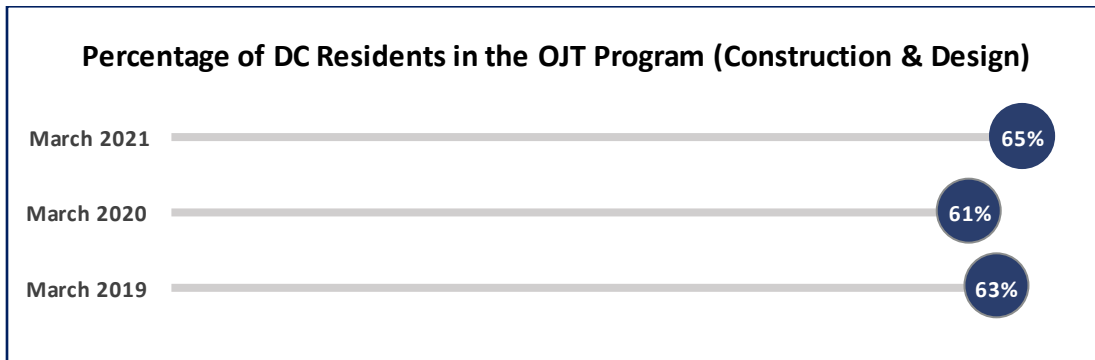 Percentage of DC Residents in the OJT Program (Construction & Design)
March 2021 65%
March 2020 61%
March 2019 63%